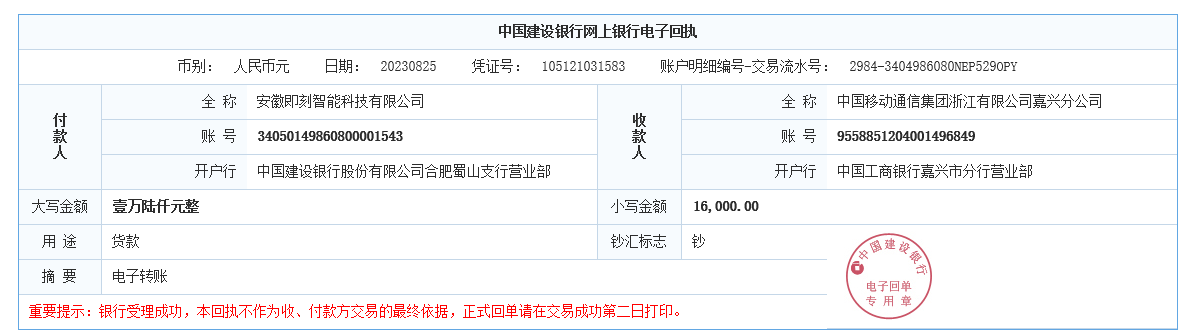 中国建设银行网上银行电子回执
币别： 人民币元 日期： 20230825 凭证号： 105121031583 账户明细编号-交易流水号： 2984-3404986080NEP529OPY
付款人 全 称 安徽即刻智能科技有限公司 收款人 全 称 中国移动通信集团浙江有限公司嘉兴分公司
账 号 34050149860800001543 账 号 9558851204001496849
开户行 中国建设银行股份有限公司合肥蜀山支行营业部 开户行 中国工商银行嘉兴市分行营业部
大写金额 壹万陆仟元整 小写金额 16,000.00
用 途 货款 钞汇标志 钞
摘 要 电子转账
中国建设银行
电子回单
专 用 章
重要提示：银行受理成功，本回执不作为收、付款方交易的最终依据，正式回单请在交易成功第二日打印。